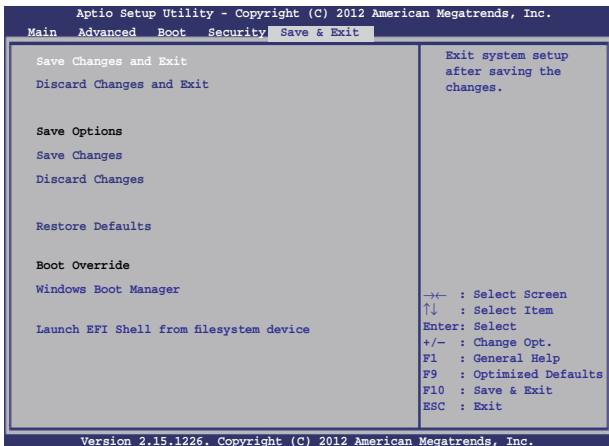 Aptio Setup Utility - Copyright (C) 2012 American Megatrends, Inc.
Main Advanced Boot Security Save & Exit
Save Changes and Exit
Discard Changes and Exit
Save Options
Save Changes
Discard Changes
Restore Defaults
Boot Override
Windows Boot Manager
Launch EFI Shell from filesystem device
Exit system setup
after saving the
changes.
→← : Select Screen
↑↓ : Select Item
Enter: Select
+/— : Change Opt.
F1 : General Help
F9 : Optimized Defaults
F10 : Save & Exit
ESC : Exit
Version 2.15.1226. Copyright (C) 2012 American Megatrends, Inc.